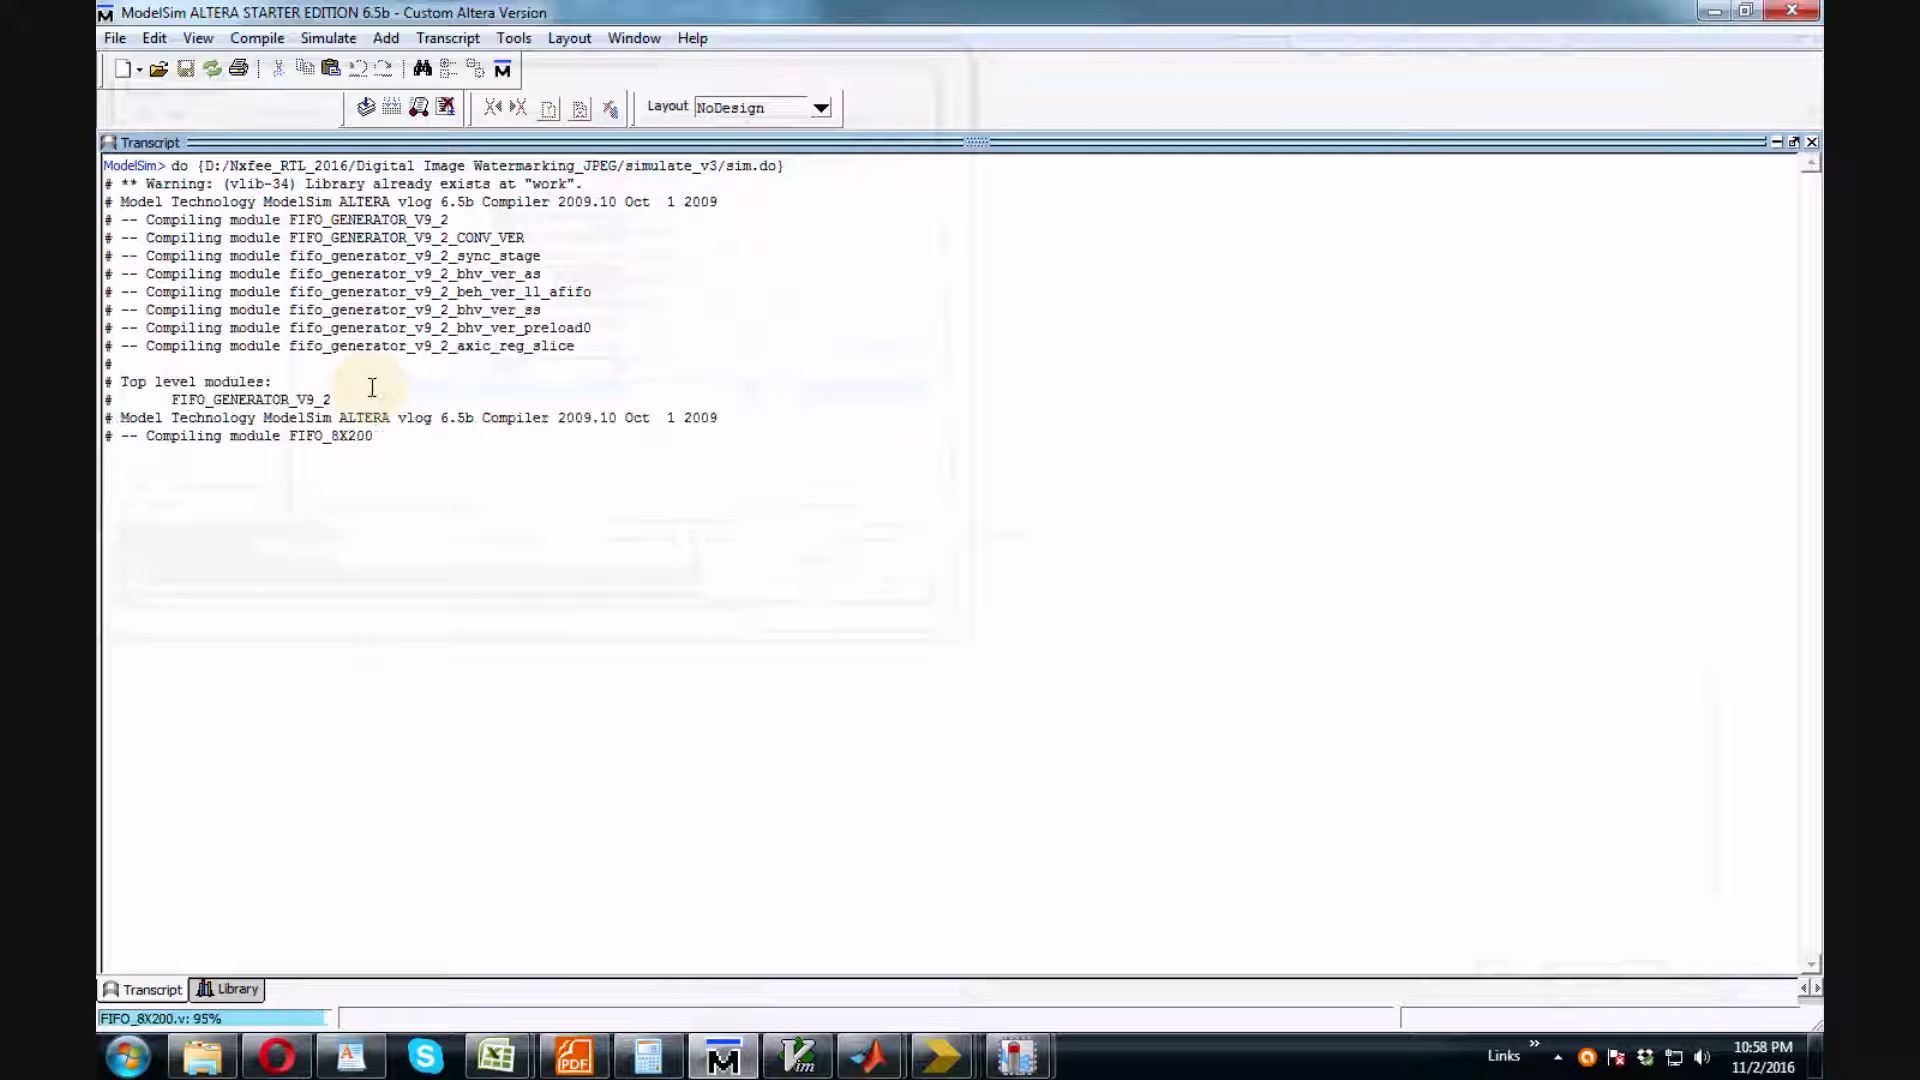 ModelSim ALTERA STARTER EDITION 6.5b - Custom Altera Version
File Edit View Compile Simulate Add Transcript Tools Layout Window Help
Layout NoDesign
Transcript
ModelSim> do {D:/Nxfee_RTL_2016/Digital Image Watermarking_JPEG/simulate_v3/sim.do}
# ** Warning: (vlib-34) Library already exists at "work".
# Model Technology ModelSim ALTERA vlog 6.5b Compiler 2009.10 Oct  1 2009
# -- Compiling module FIFO_GENERATOR_V9_2
# -- Compiling module FIFO_GENERATOR_V9_2_CONV_VER
# -- Compiling module fifo_generator_v9_2_sync_stage
# -- Compiling module fifo_generator_v9_2_bhv_ver_as
# -- Compiling module fifo_generator_v9_2_beh_ver_ll_afifo
# -- Compiling module fifo_generator_v9_2_bhv_ver_ss
# -- Compiling module fifo_generator_v9_2_bhv_ver_preload0
# -- Compiling module fifo_generator_v9_2_axic_reg_slice
#
# Top level modules:
# FIFO_GENERATOR_V9_2
# Model Technology ModelSim ALTERA vlog 6.5b Compiler 2009.10 Oct  1 2009
# -- Compiling module FIFO_8X200
Transcript Library
FIFO_8X200.v: 95%
PDF Vim Links 10:58 PM
11/2/2016